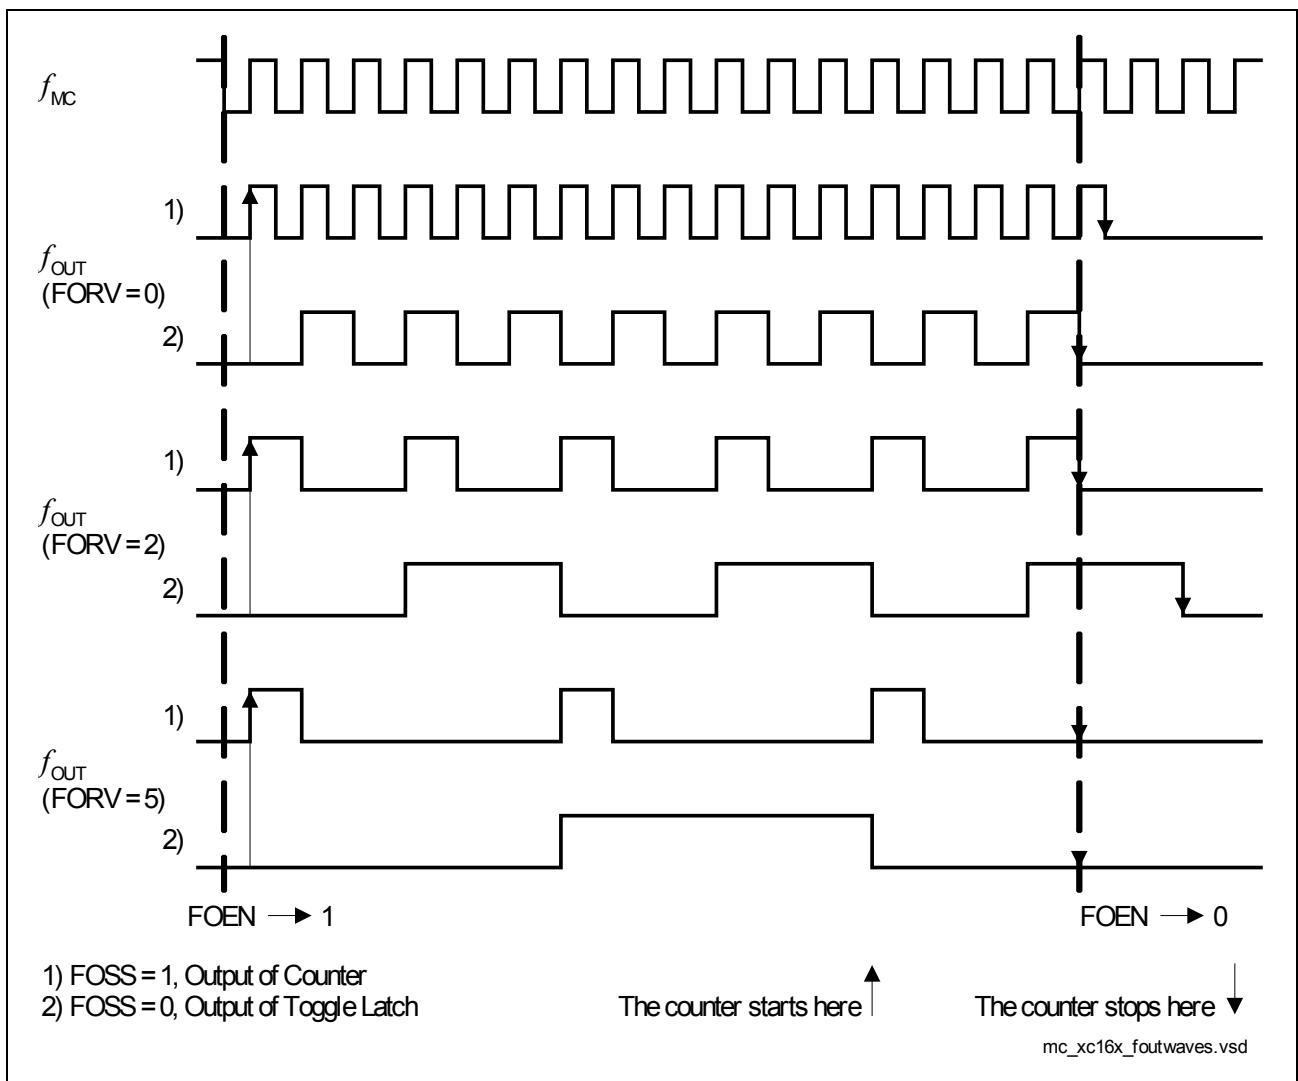 fMC
1)
fOUT
(FORV = 0)
2)
1)
fOUT
(FORV = 2)
2)
1)
fOUT
(FORV = 5)
2)
FOEN → 1
FOEN → 0
1) FOSS = 1, Output of Counter
2) FOSS = 0, Output of Toggle Latch
The counter starts here
The counter stops here
mc_xc16x_foutwaves.vsd